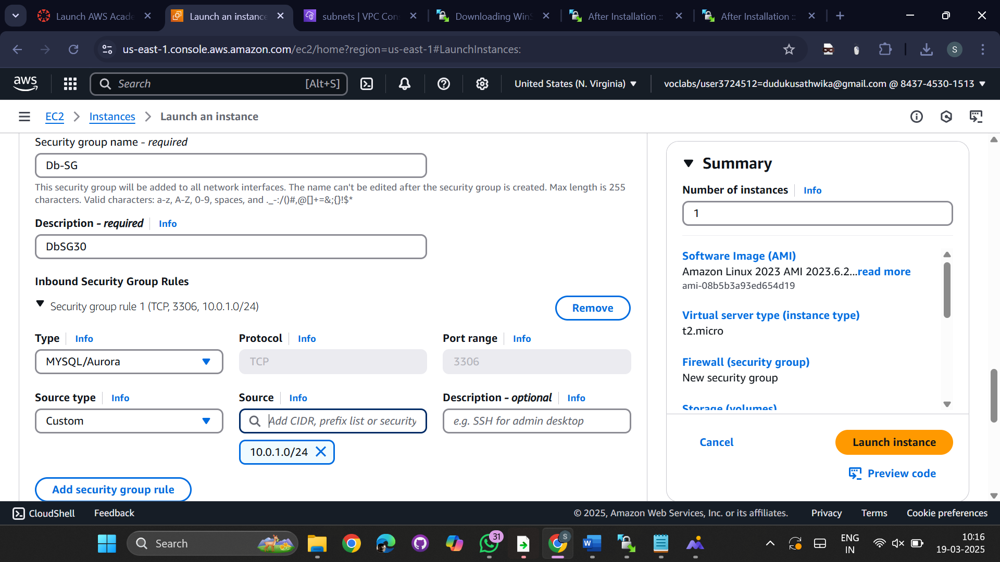 Launch AWS Acade
Launch an instance
subnets | VPC Con
Downloading WinS
After Installation ::
After Installation ::
us-east-1.console.aws.amazon.com/ec2/home?region=us-east-1#LaunchInstances:
S
aws
Search
[Alt+S]
United States (N. Virginia)
voclabs/user3724512=dudukusathwika@gmail.com @ 8437-4530-1513
EC2
Instances
Launch an instance
Security group name - required
Db-SG
This security group will be added to all network interfaces. The name can't be edited after the security group is created. Max length is 255
characters. Valid characters: a-z, A-Z, 0-9, spaces, and ._-:/()#,@[]+=&;{}!$*
Description - required
Info
DbSG30
Inbound Security Group Rules
Security group rule 1 (TCP, 3306, 10.0.1.0/24)
Remove
Type
Info
Protocol
Info
Port range
Info
MYSQL/Aurora
TCP
3306
Source type
Info
Source
Info
Description - optional
Info
Custom
Add CIDR, prefix list or security
e.g. SSH for admin desktop
10.0.1.0/24
Add security group rule
Summary
Number of instances
Info
1
Software Image (AMI)
Amazon Linux 2023 AMI 2023.6.2...read more
ami-08b5b3a93ed654d19
Virtual server type (instance type)
t2.micro
Firewall (security group)
New security group
Storage (volumes)
Cancel
Launch instance
Preview code
CloudShell
Feedback
© 2025, Amazon Web Services, Inc. or its affiliates.
Privacy
Terms
Cookie preferences
Search
31
S
W
ENG
IN
10:16
19-03-2025